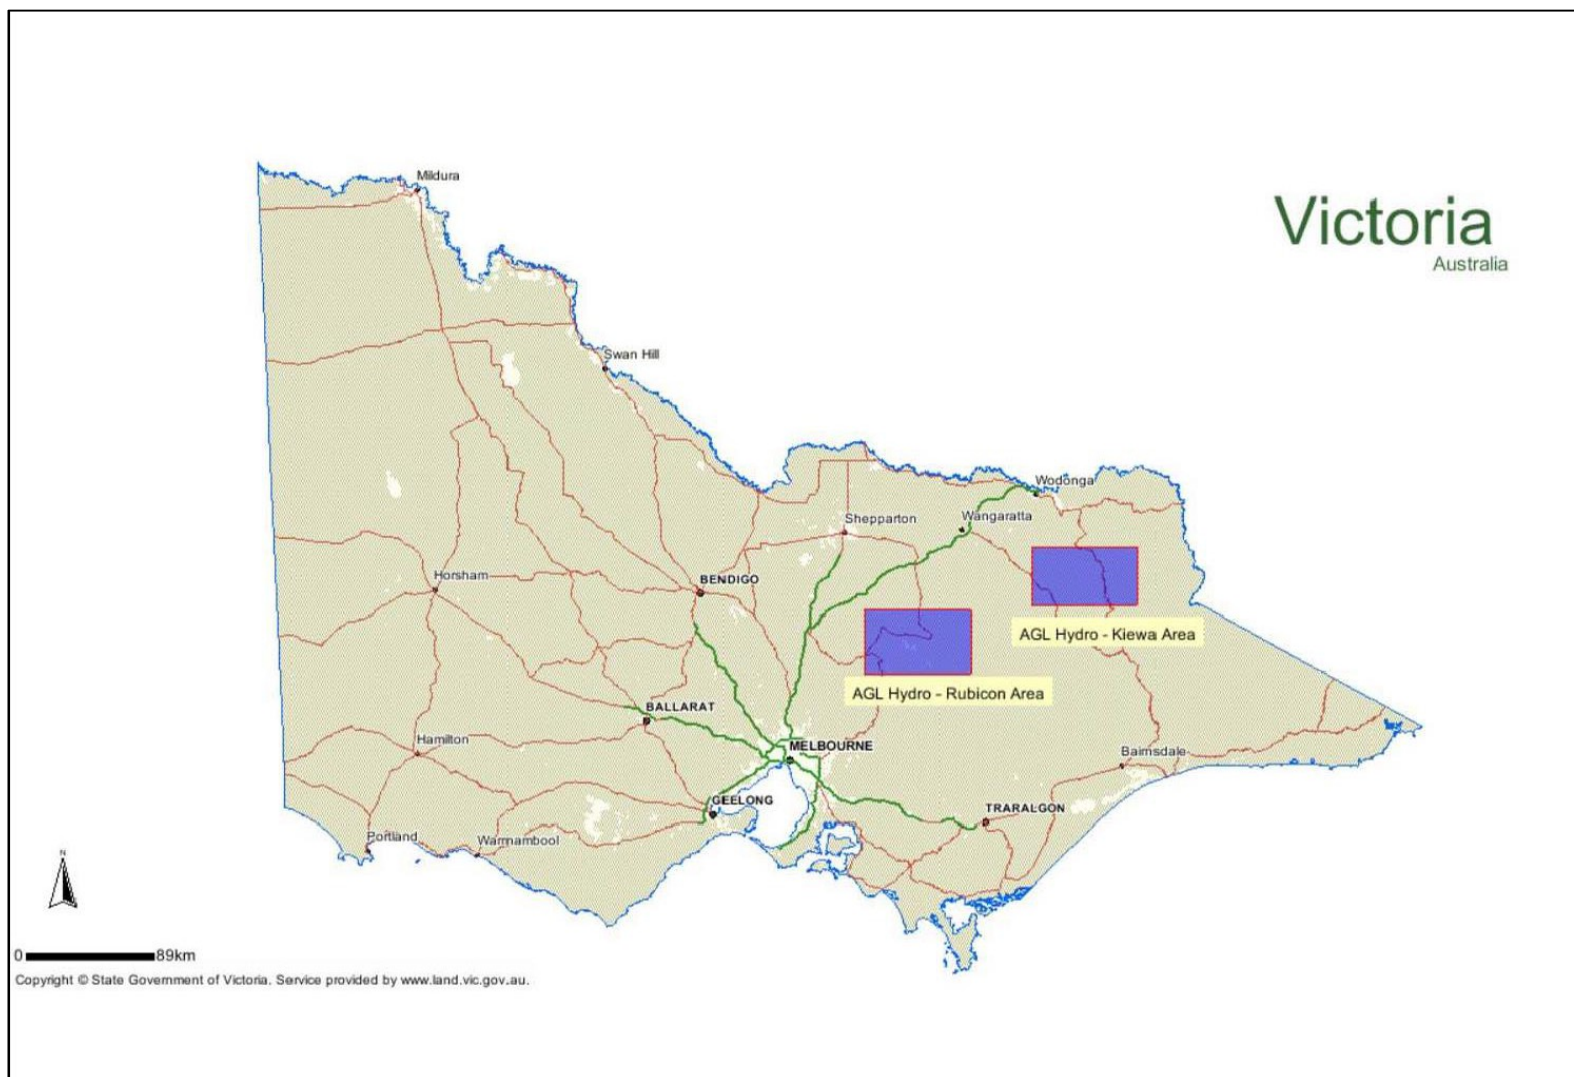 Victoria
Australia
Mildura
Swan Hill
Wodonga
Shepparton
Wangaratta
Horsham
BENDIGO
AGL Hydro - Kiewa Area
AGL Hydro - Rubicon Area
BALLARAT
Hamilton
MELBOURNE
Bairnsdale
GEELONG
TRARALGON
Portland
Warrnambool
N
0
89km
Copyright © State Government of Victoria. Service provided by www.land.vic.gov.au.